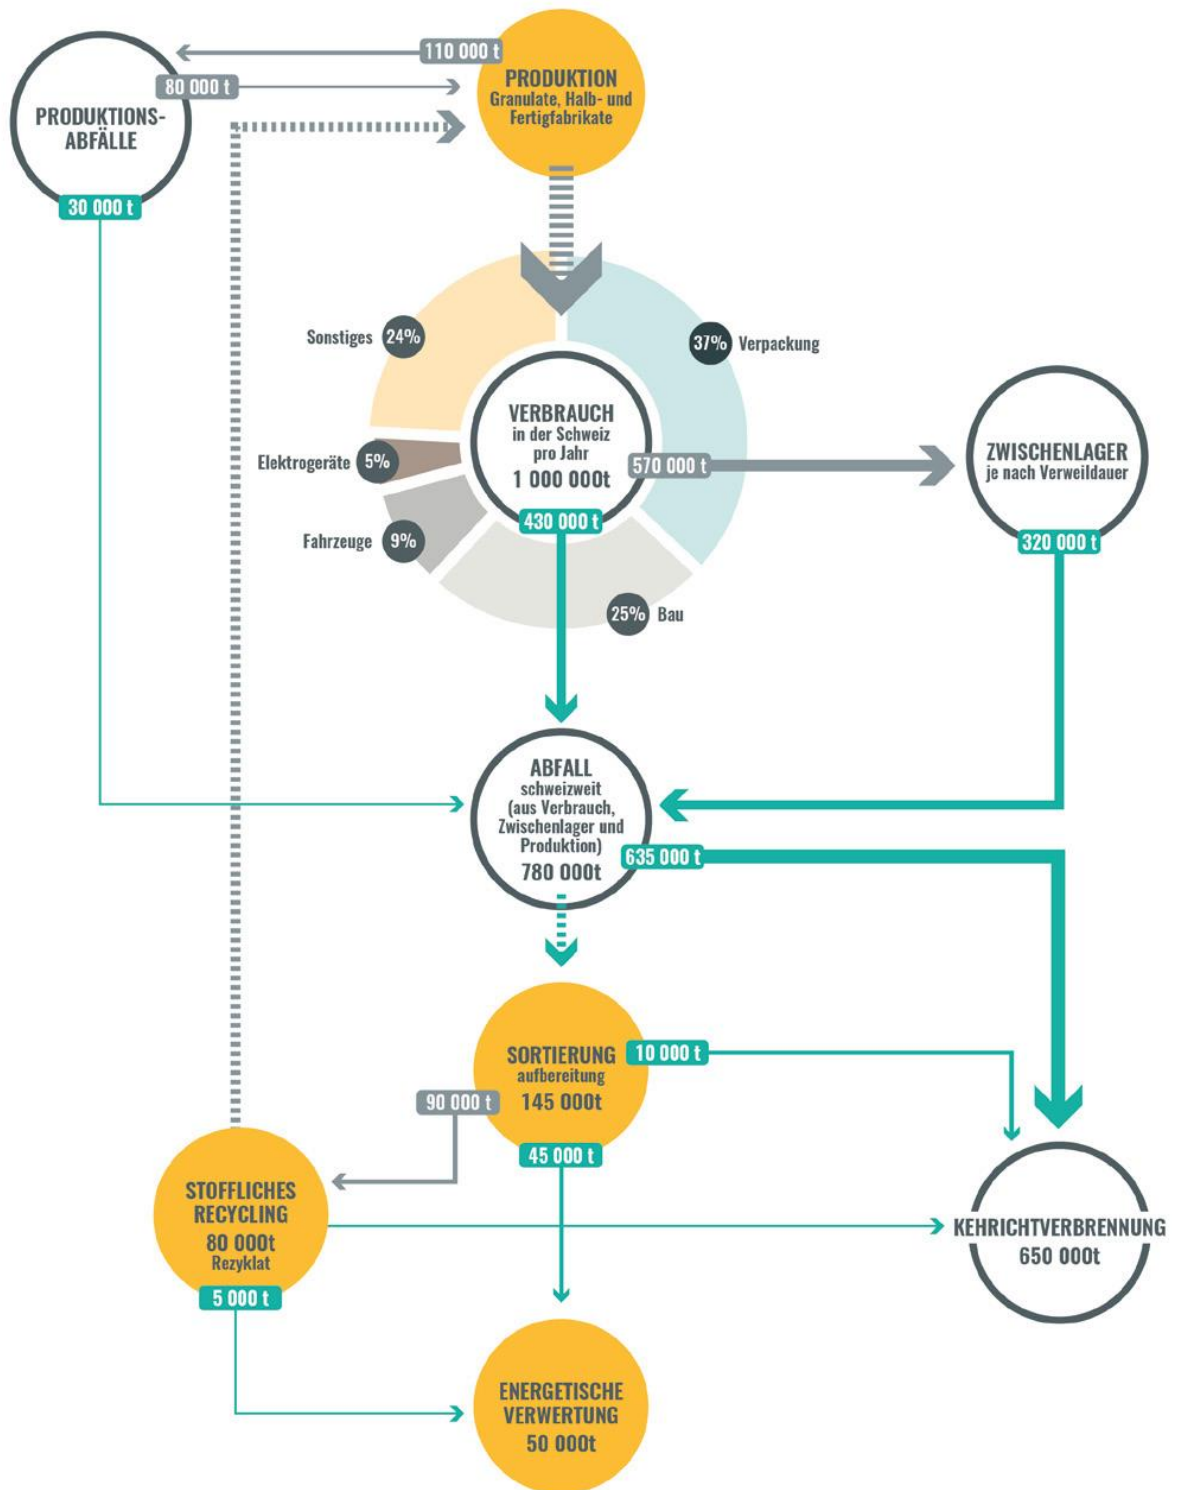 110 000 t
80 000 t
PRODUKTION
Granulate, Halb- und
Fertigfabrikate
PRODUKTIONS-
ABFÄLLE
30 000 t
Sonstiges 24%
37% Verpackung
Elektrogeräte 5%
Fahrzeuge 9%
25% Bau
VERBRAUCH
in der Schweiz
pro Jahr
1 000 000t
570 000 t
430 000 t
ZWISCHENLAGER
je nach Verweildauer
320 000 t
ABFALL
schweizweit
(aus Verbrauch,
Zwischenlager und
Produktion)
780 000t
635 000 t
SORTIERUNG
aufbereitung
145 000t
10 000 t
90 000 t
45 000 t
STOFFLICHES
RECYCLING
80 000t
Rezyklat
5 000 t
KEHRICHTVERBRENNUNG
650 000t
ENERGETISCHE
VERWERTUNG
50 000t